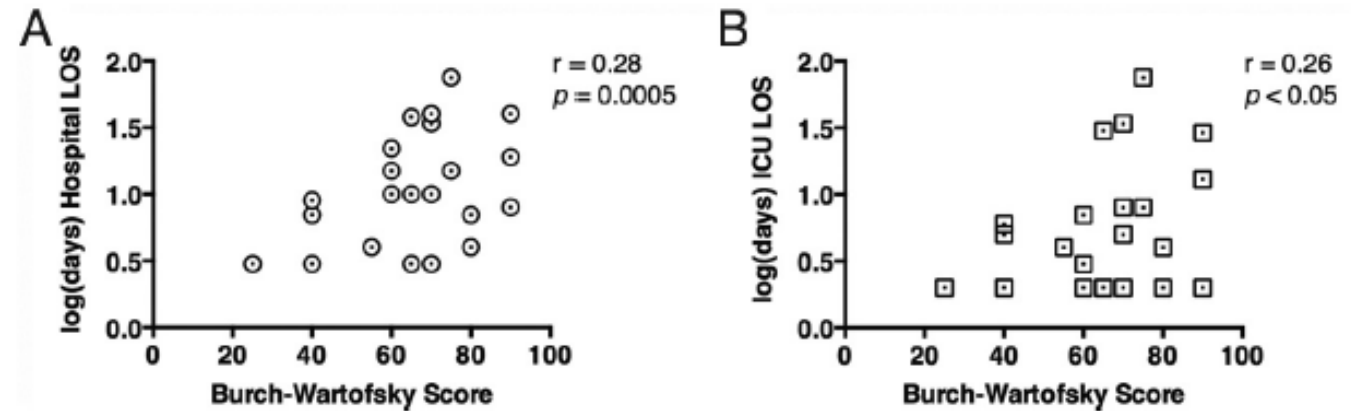 A
log(days) Hospital LOS
2.0
1.5
1.0
0.5
0.0
0 20 40 60 80 100
Burch-Wartofsky Score
r = 0.28
p = 0.0005
B
log(days) ICU LOS
2.0
1.5
1.0
0.5
0.0
0 20 40 60 80 100
Burch-Wartofsky Score
r = 0.26
p < 0.05